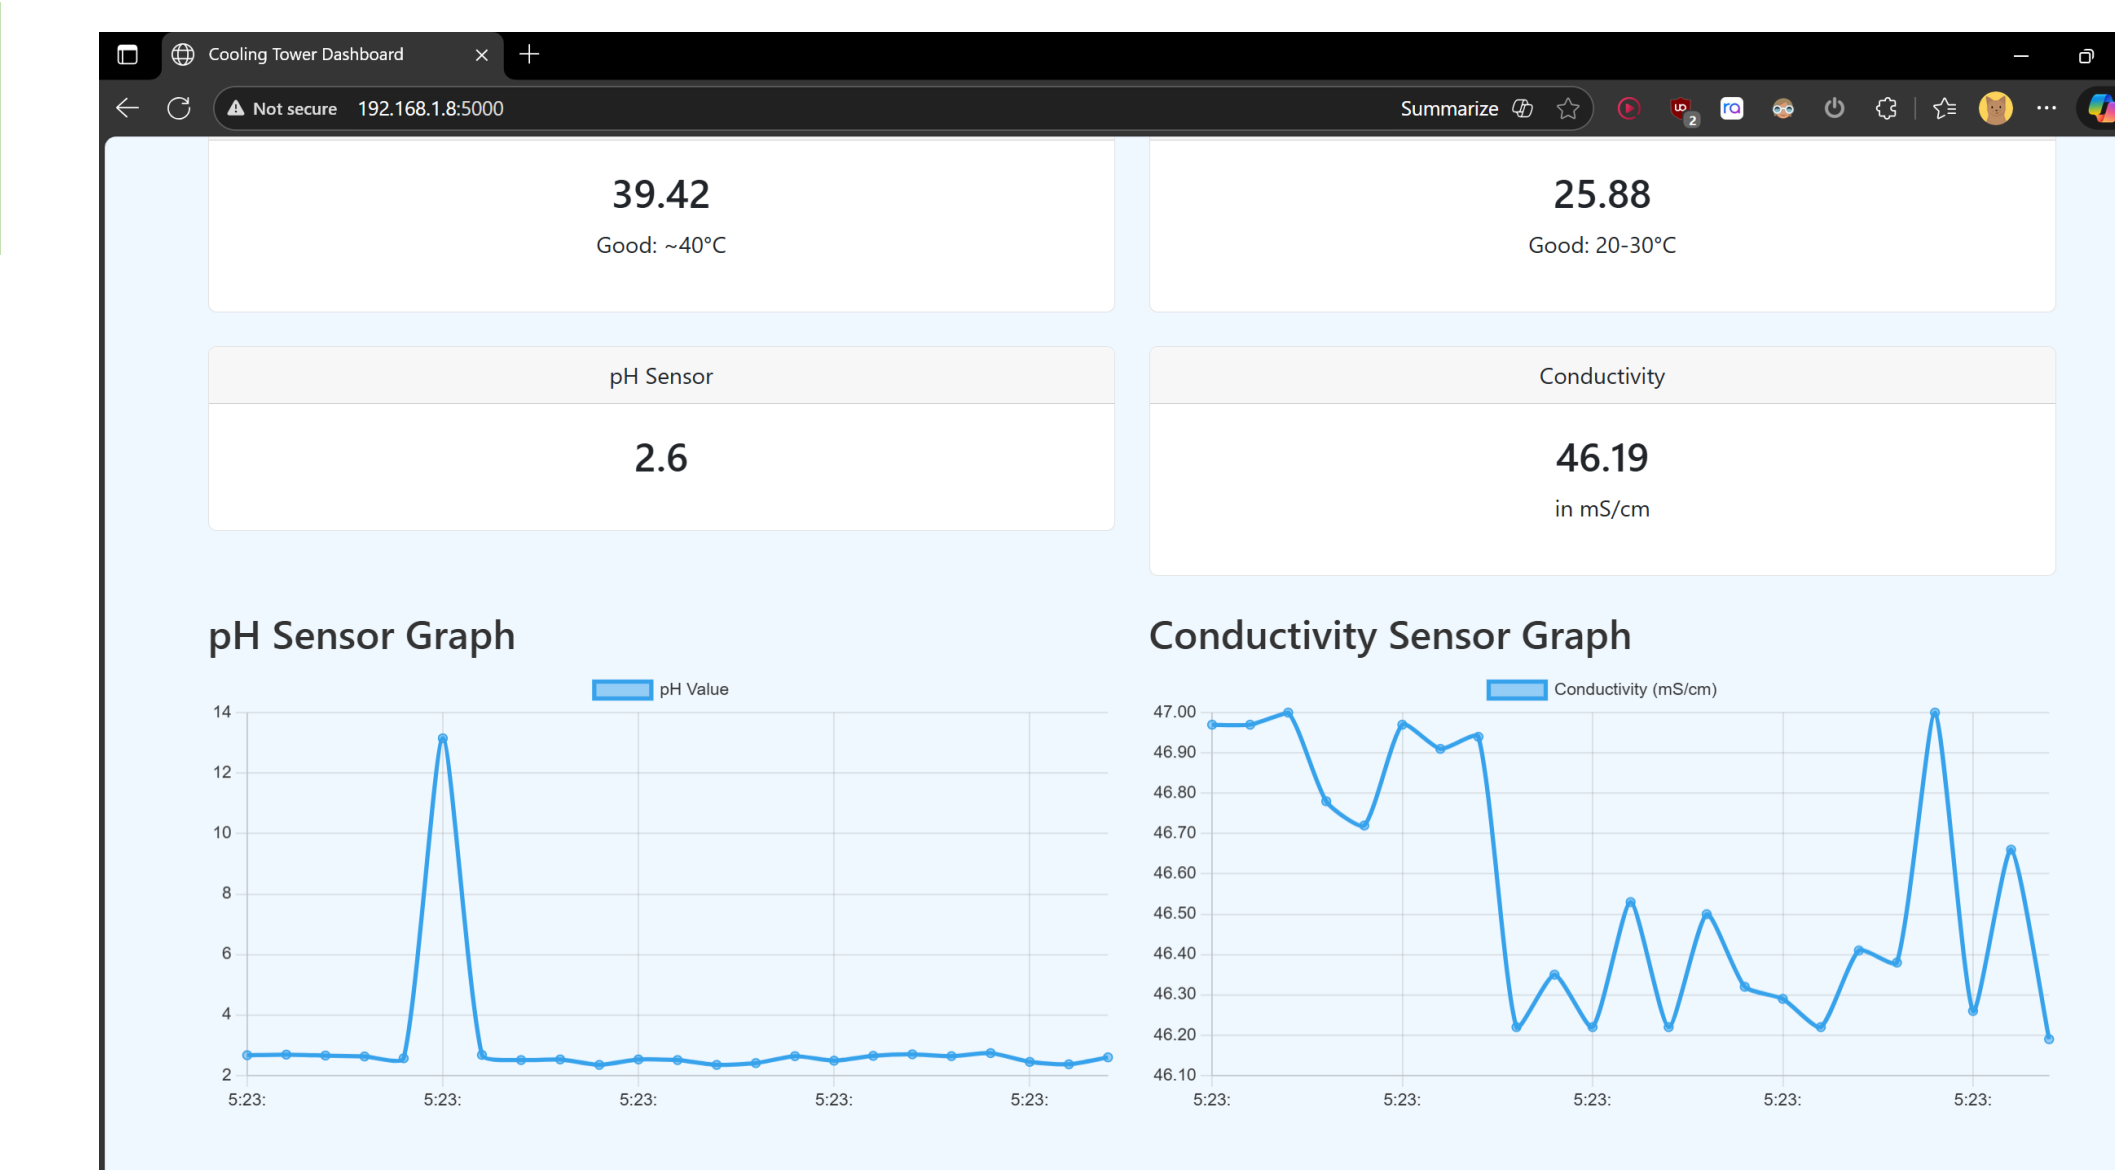 Cooling Tower Dashboard
Not secure 192.168.1.8:5000
Summarize
2
ra
39.42
Good: ~40°C
25.88
Good: 20-30°C
pH Sensor
2.6
Conductivity
46.19
in mS/cm
pH Sensor Graph
pH Value
14
12
10
8
6
4
2
5:23: 5:23: 5:23: 5:23: 5:23:
Conductivity Sensor Graph
Conductivity (mS/cm)
47.00
46.90
46.80
46.70
46.60
46.50
46.40
46.30
46.20
46.10
5:23: 5:23: 5:23: 5:23: 5:23: